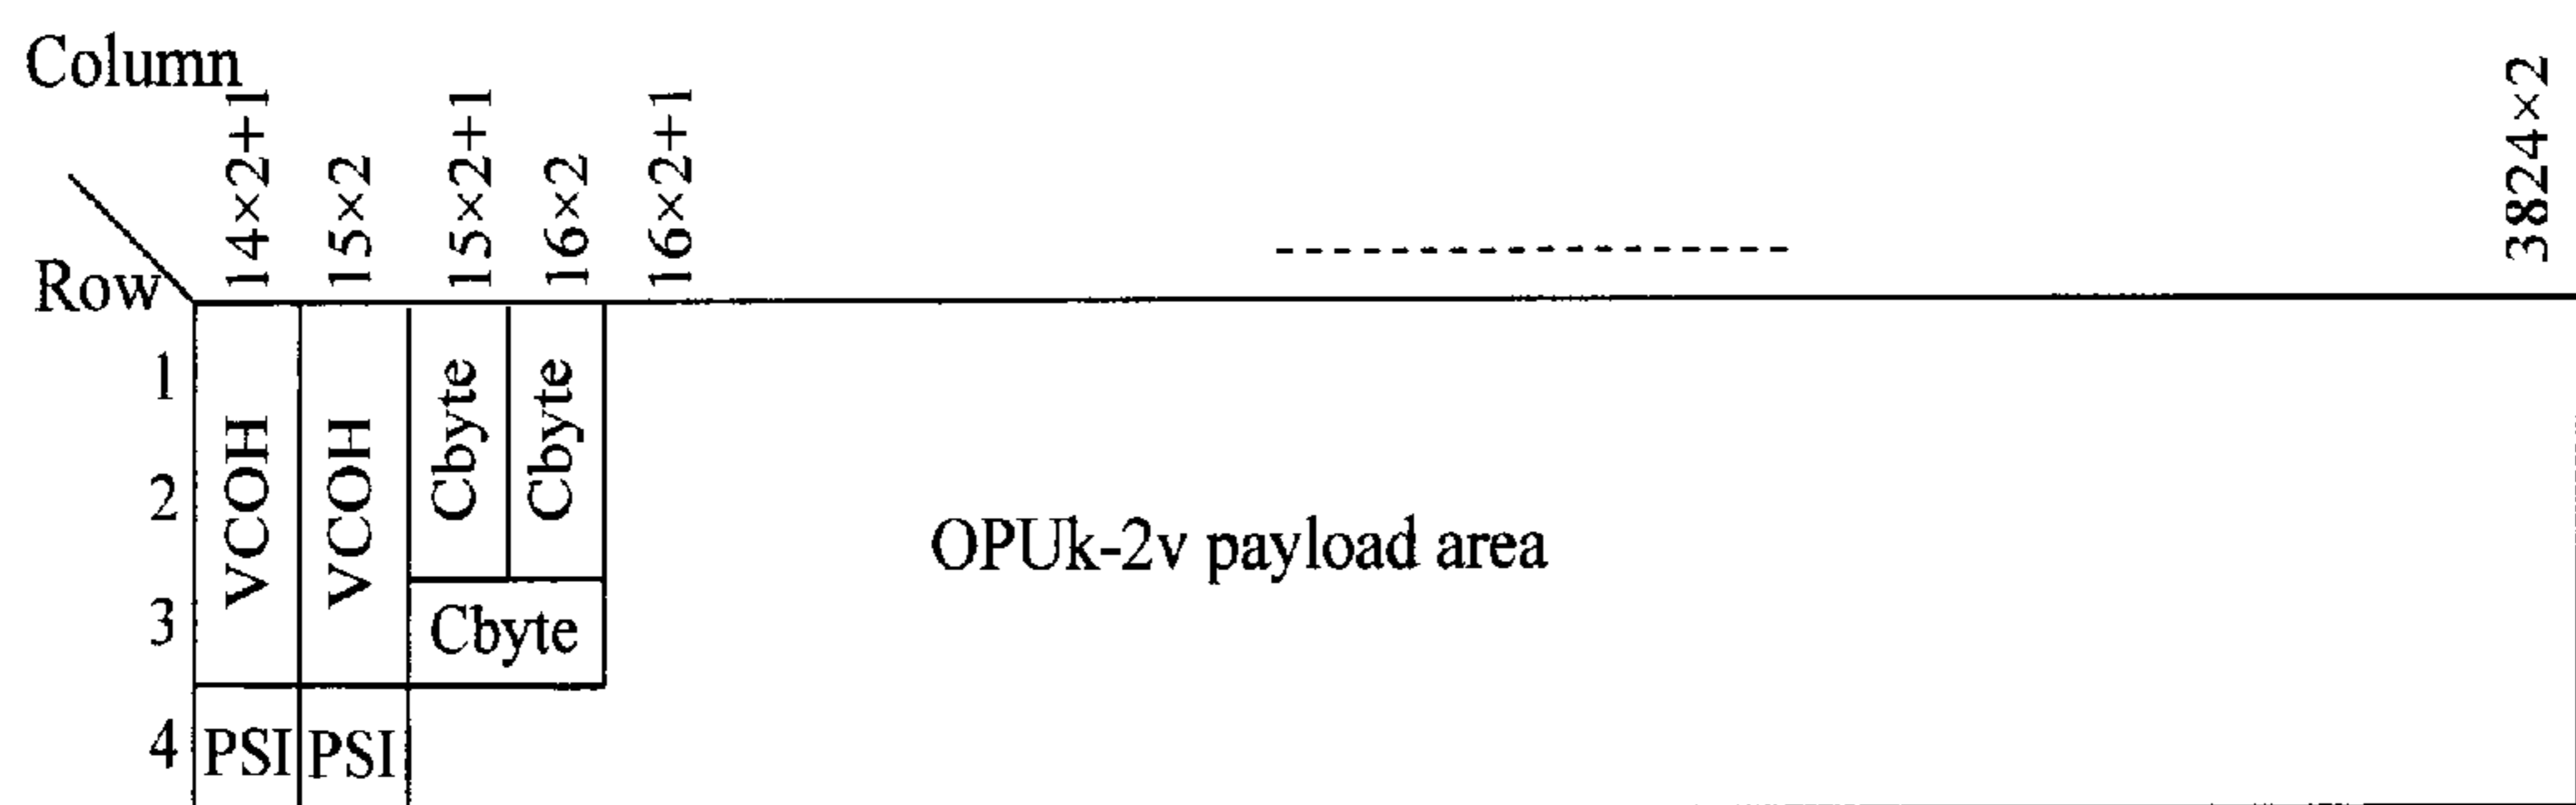 Column
14×2+1
15×2
15×2+1
16×2
16×2+1
3824×2
Row
1
2
3
4
VCOH
VCOH
Cbyte
Cbyte
Cbyte
PSI
PSI
OPUk-2v payload area